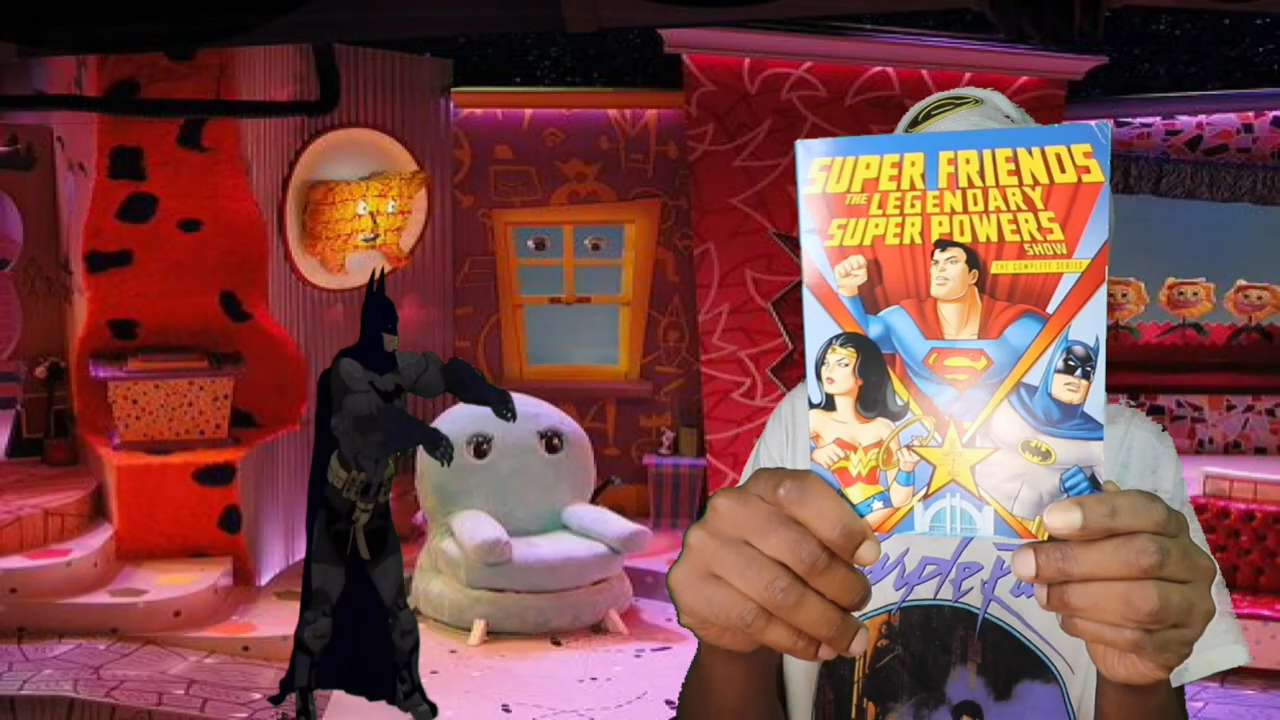 SUPER FRIENDS
THE LEGENDARY
SUPER POWERS
SHOW
THE COMPLETE SERIES